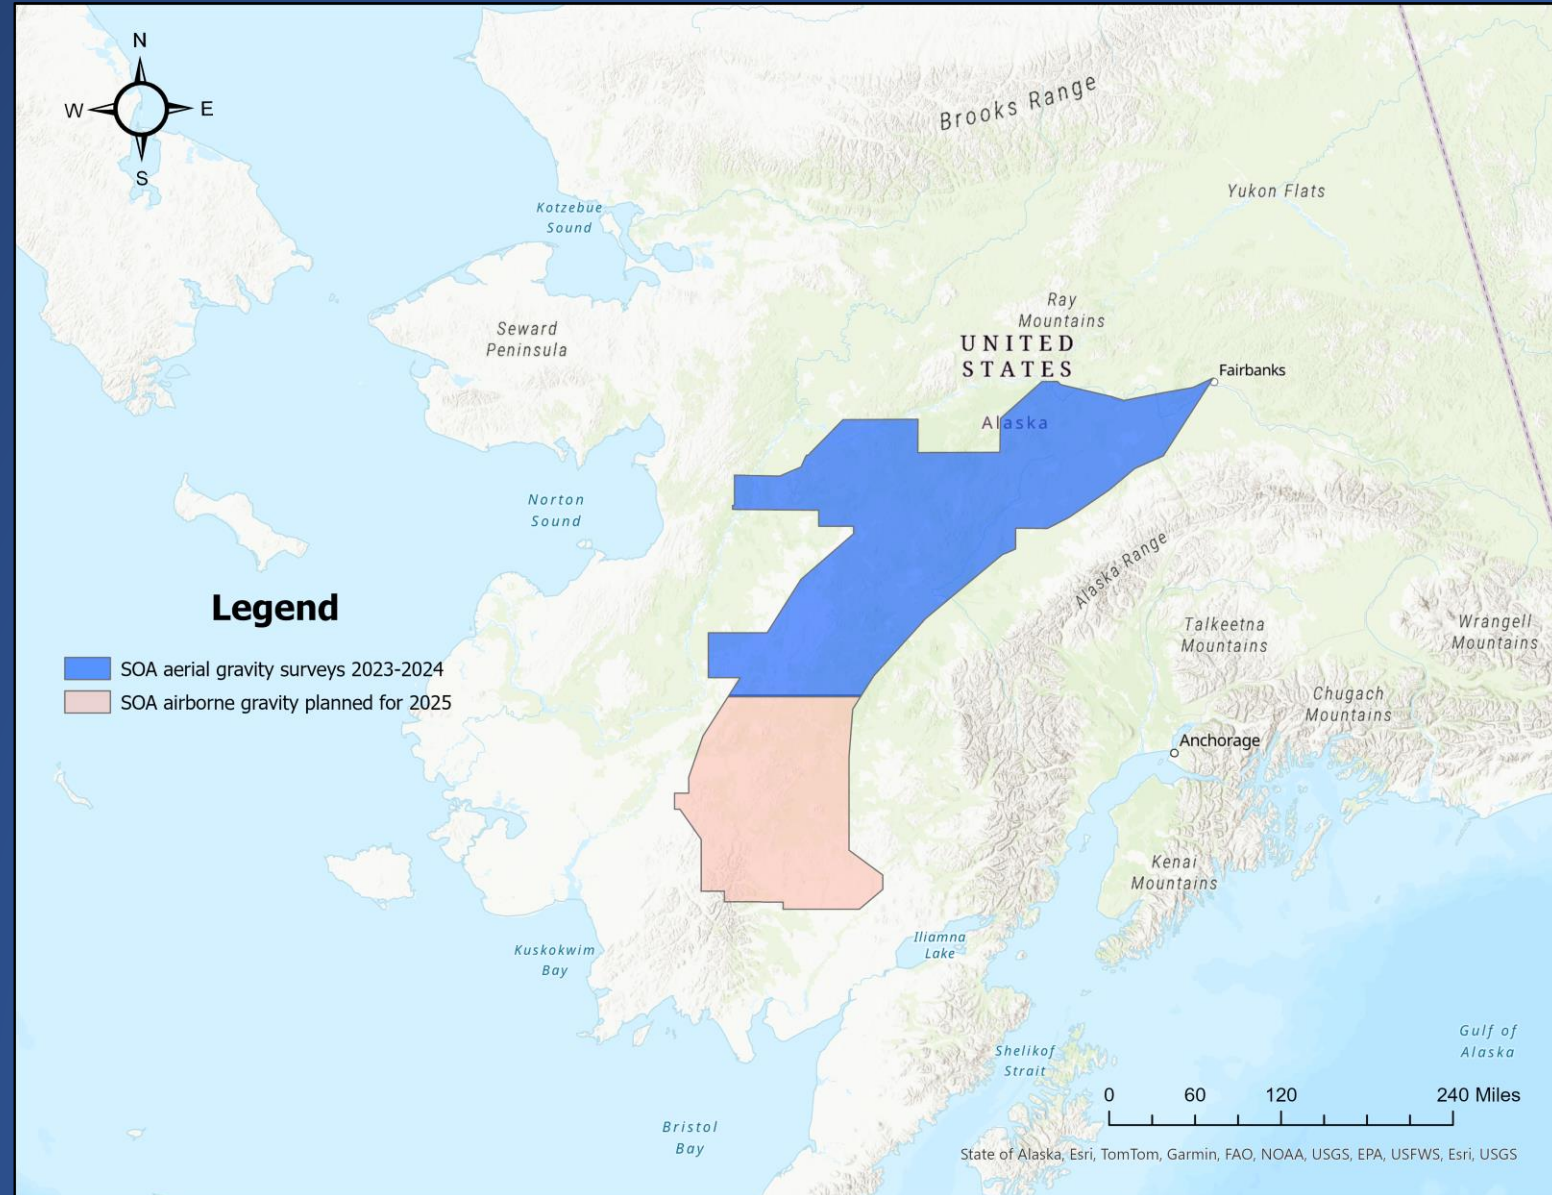 N
W
E
S
Brooks Range
Yukon Flats
Kotzebue
Sound
Ray
Mountains
Seward
Peninsula
UNITED
STATES
Fairbanks
Alaska
Norton
Sound
Alaska Range
Legend
SOA aerial gravity surveys 2023-2024
SOA airborne gravity planned for 2025
Talkeetna
Mountains
Wrangell
Mountains
Chugach
Mountains
Anchorage
Kenai
Mountains
Iliamna
Lake
Kuskokwim
Bay
Gulf of
Alaska
Shelikof
Strait
0 60 120 240 Miles
Bristol
Bay
State of Alaska, Esri, TomTom, Garmin, FAO, NOAA, USGS, EPA, USFWS, Esri, USGS